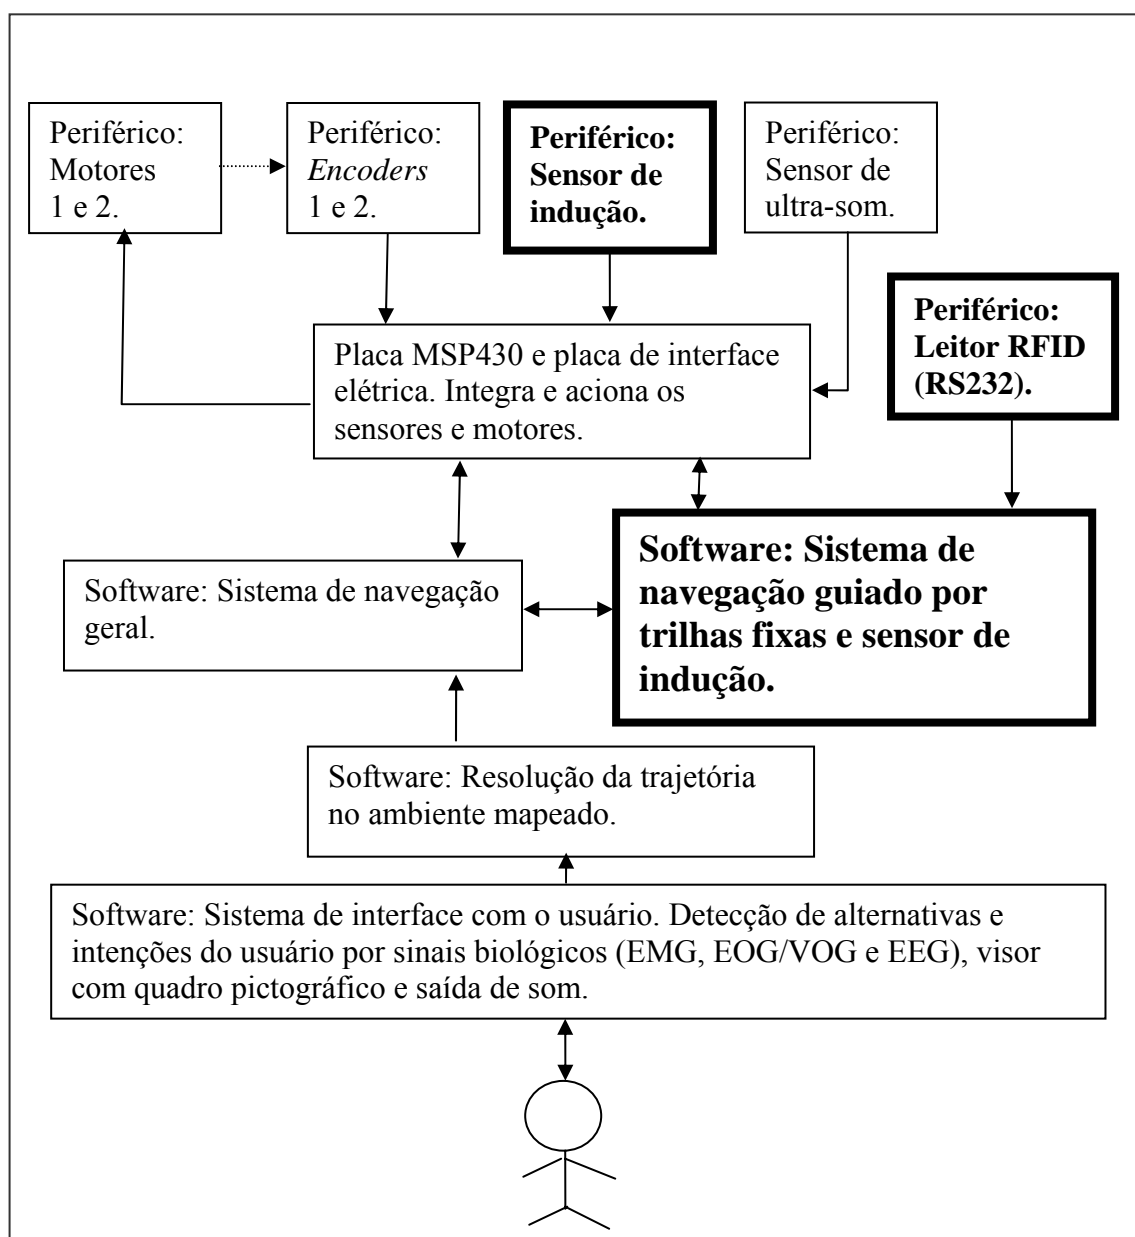 Periférico:
Motores
1 e 2.
Periférico:
Encoders
1 e 2.
Periférico:
Sensor de
indução.
Periférico:
Sensor de
ultra-som.
Periférico:
Leitor RFID
(RS232).
Placa MSP430 e placa de interface
elétrica. Integra e aciona os
sensores e motores.
Software: Sistema de navegação
geral.
Software: Sistema de
navegação guiado por
trilhas fixas e sensor de
indução.
Software: Resolução da trajetória
no ambiente mapeado.
Software: Sistema de interface com o usuário. Detecção de alternativas e
intenções do usuário por sinais biológicos (EMG, EOG/VOG e EEG), visor
com quadro pictográfico e saída de som.